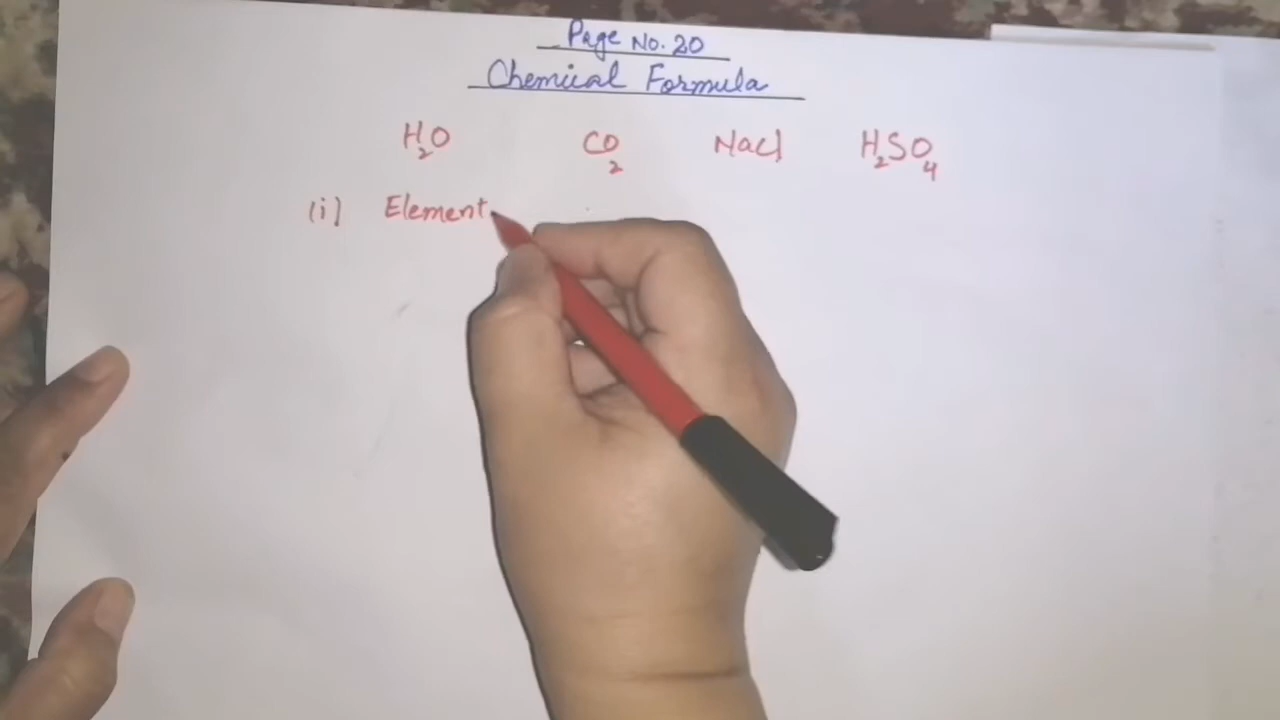 Page No. 20
Chemical Formula
H₂O CO₂ NaCl H₂SO₄
(i) Element